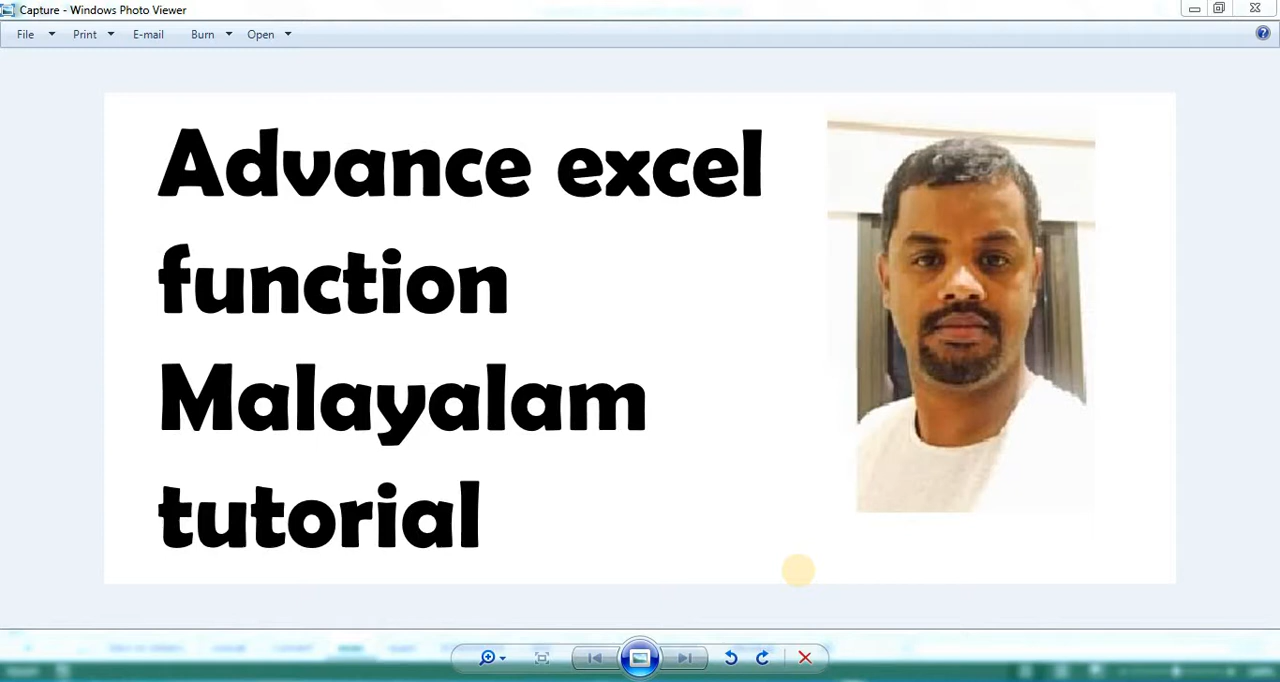 Capture - Windows Photo Viewer
File Print E-mail Burn Open
Advance excel
function
Malayalam
tutorial